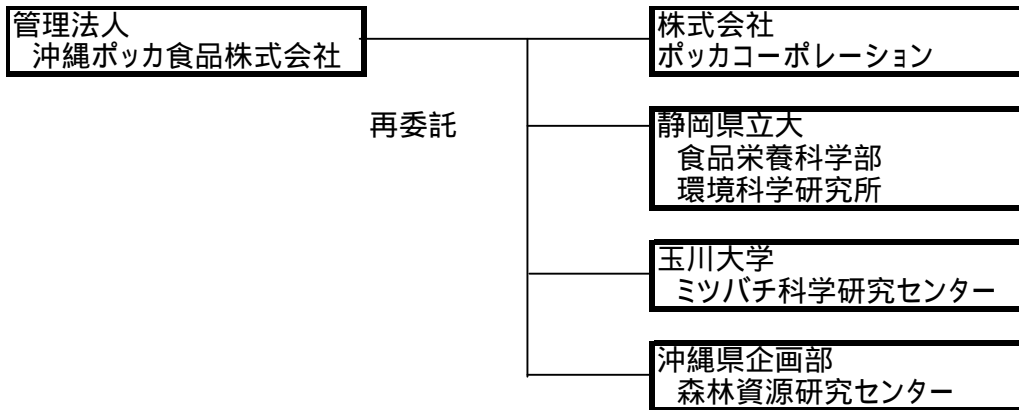 管理法人
沖縄ポッカ食品株式会社
再委託
株式会社
ポッカコーポレーション
静岡県立大
食品栄養科学部
環境科学研究所
玉川大学
ミツバチ科学研究センター
沖縄県企画部
森林資源研究センター